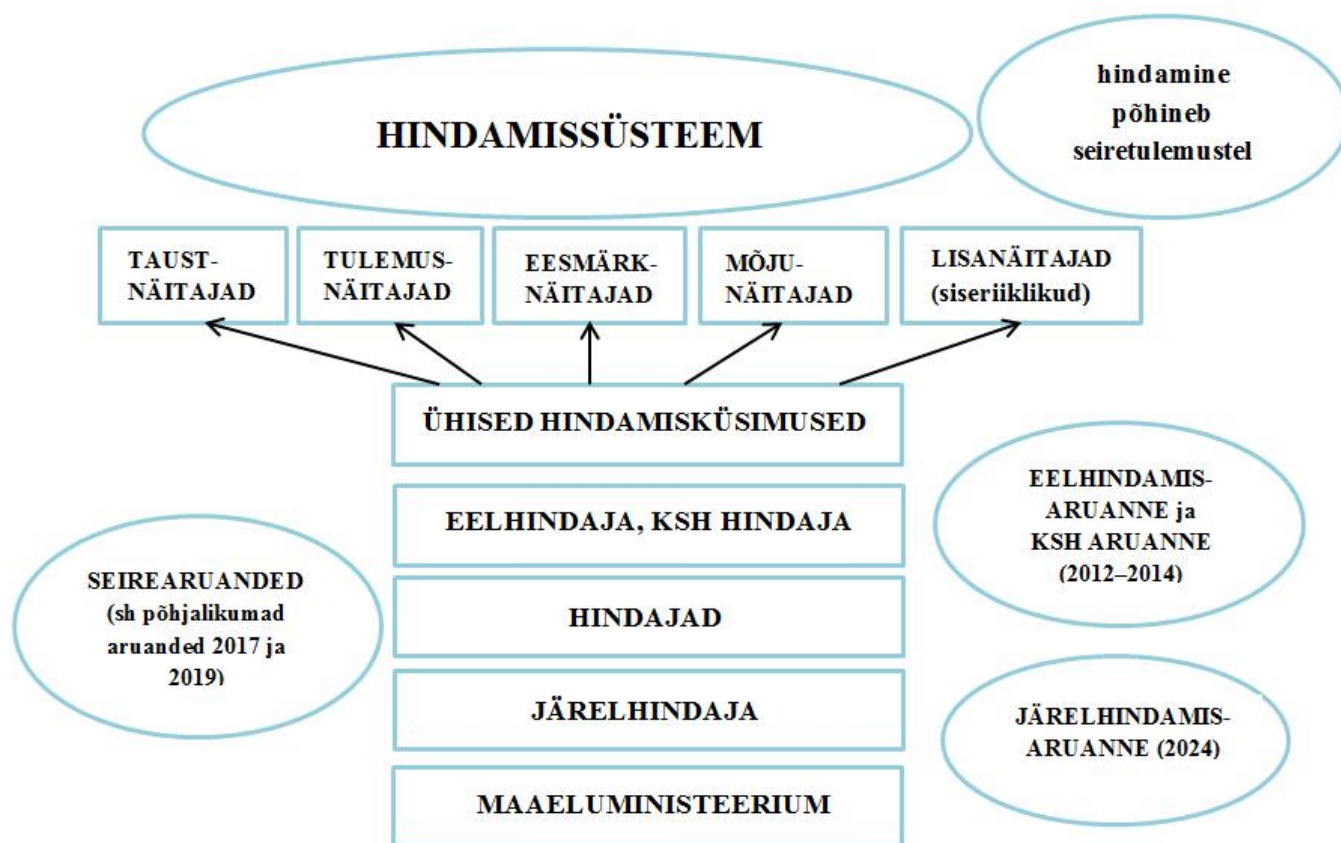 HINDAMISSÜSTEEM
hindamine
põhineb
seiretulemustel
TAUST-
NÄITAJAD
TULEMUS-
NÄITAJAD
EESMÄRK-
NÄITAJAD
MÕJU-
NÄITAJAD
LISANÄITAJAD
(siseriiklikud)
ÜHISED HINDAMISKÜSIMUSED
EELHINDAJA, KSH HINDAJA
HINDAJAD
JÄRELHINDAJA
MAAELUMINISTEERIUM
SEIREARUANDED
(sh põhjalikumad
aruanded 2017 ja
2019)
EELHINDAMIS-
ARUANNE ja
KSH ARUANNE
(2012–2014)
JÄRELHINDAMIS-
ARUANNE (2024)